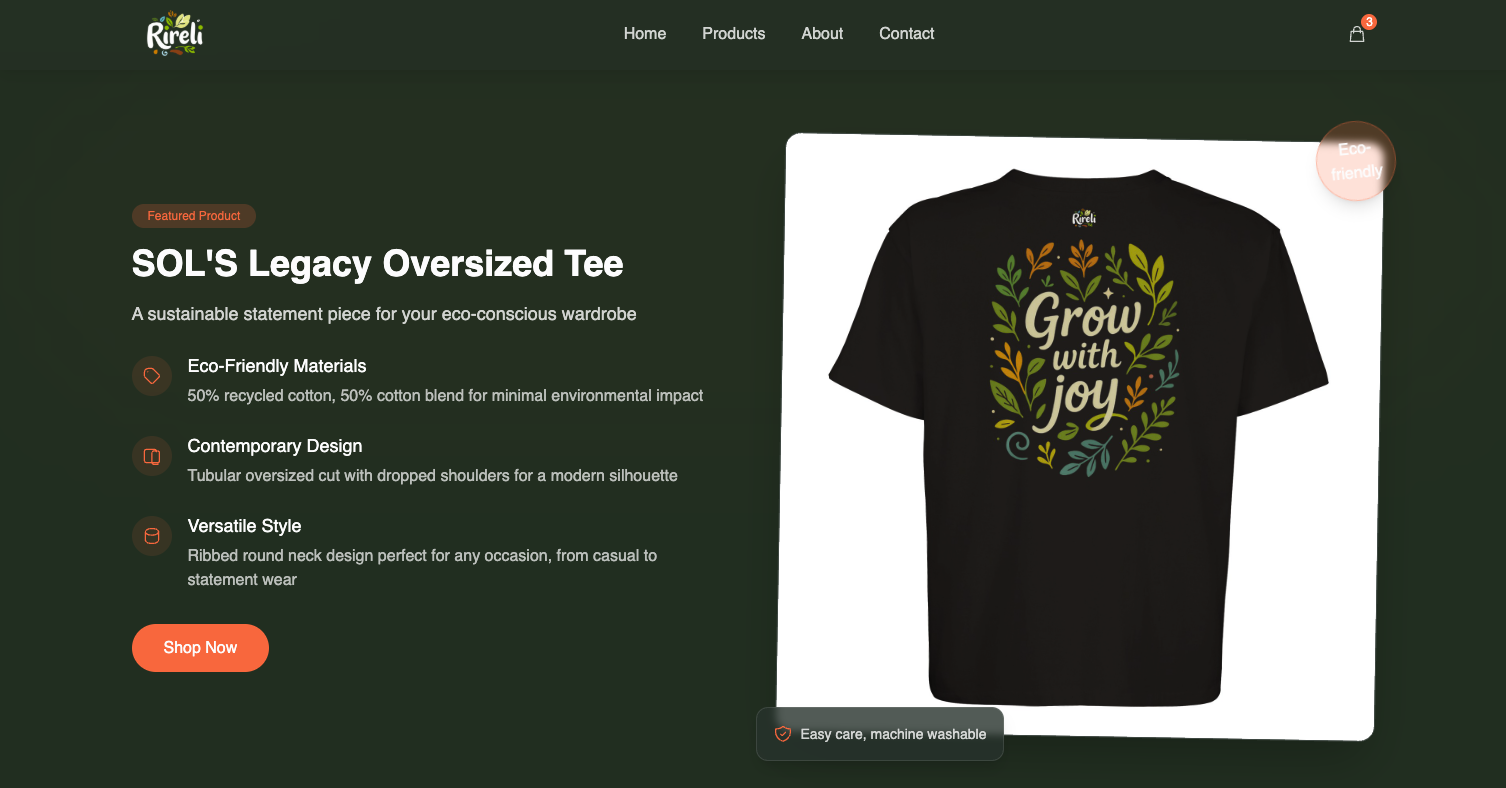 Rireli
Home
Products
About
Contact
3
Featured Product
SOL'S Legacy Oversized Tee
A sustainable statement piece for your eco-conscious wardrobe
Eco-Friendly Materials
50% recycled cotton, 50% cotton blend for minimal environmental impact
Contemporary Design
Tubular oversized cut with dropped shoulders for a modern silhouette
Versatile Style
Ribbed round neck design perfect for any occasion, from casual to
statement wear
Shop Now
Eco-
friendly
Rireli
Grow
with
joy
Easy care, machine washable